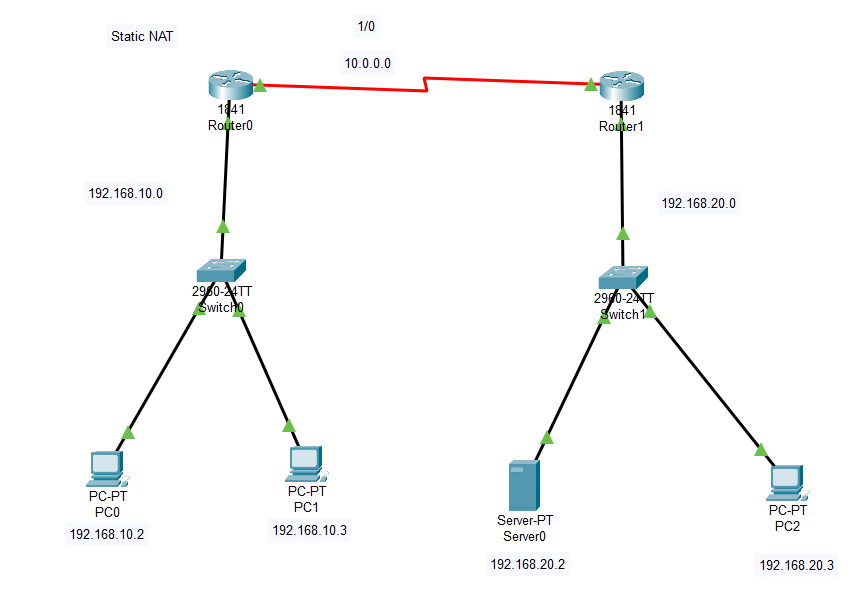 1/0
Static NAT
10.0.0.0
1841
Router0
1841
Router1
192.168.10.0
192.168.20.0
2960-24TT
Switch0
2960-24TT
Switch1
PC-PT
PC0
192.168.10.2
PC-PT
PC1
192.168.10.3
Server-PT
Server0
192.168.20.2
PC-PT
PC2
192.168.20.3